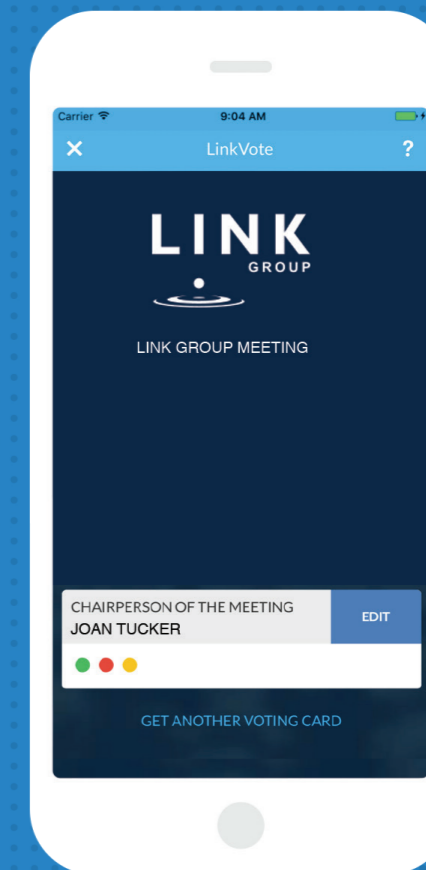 Carrier 9:04 AM
LinkVote ?
LINK
GROUP
LINK GROUP MEETING
CHAIRPERSON OF THE MEETING
JOAN TUCKER
EDIT
GET ANOTHER VOTING CARD